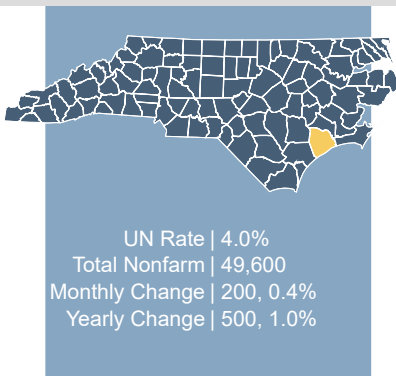 UN Rate | 4.0%
Total Nonfarm | 49,600
Monthly Change | 200, 0.4%
Yearly Change | 500, 1.0%